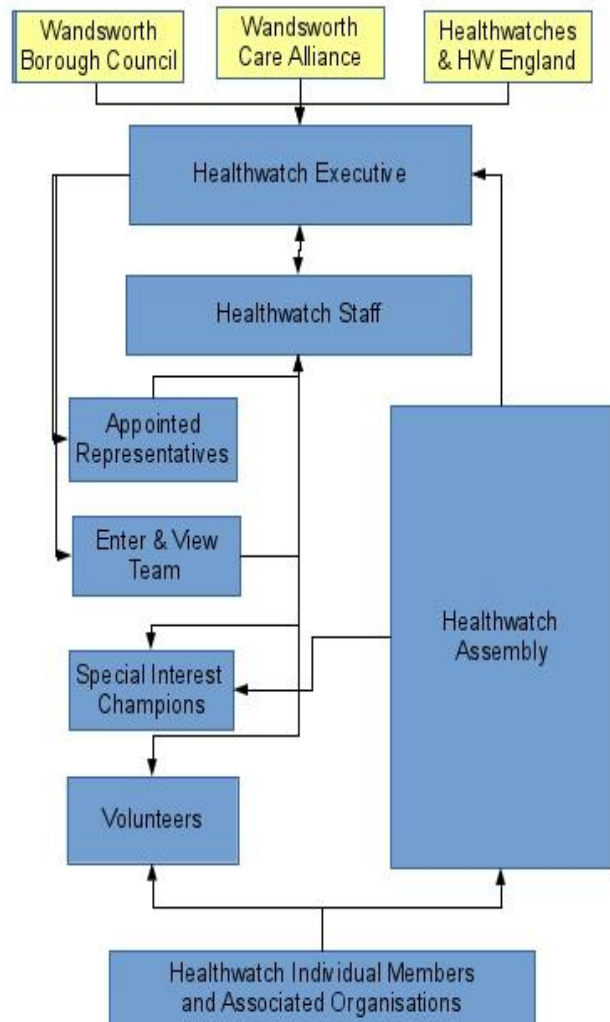 Wandsworth
Borough Council
Wandsworth
Care Alliance
Healthwatches
& HW England
Healthwatch Executive
Healthwatch Staff
Appointed
Representatives
Enter & View
Team
Healthwatch
Assembly
Special Interest
Champions
Volunteers
Healthwatch Individual Members
and Associated Organisations